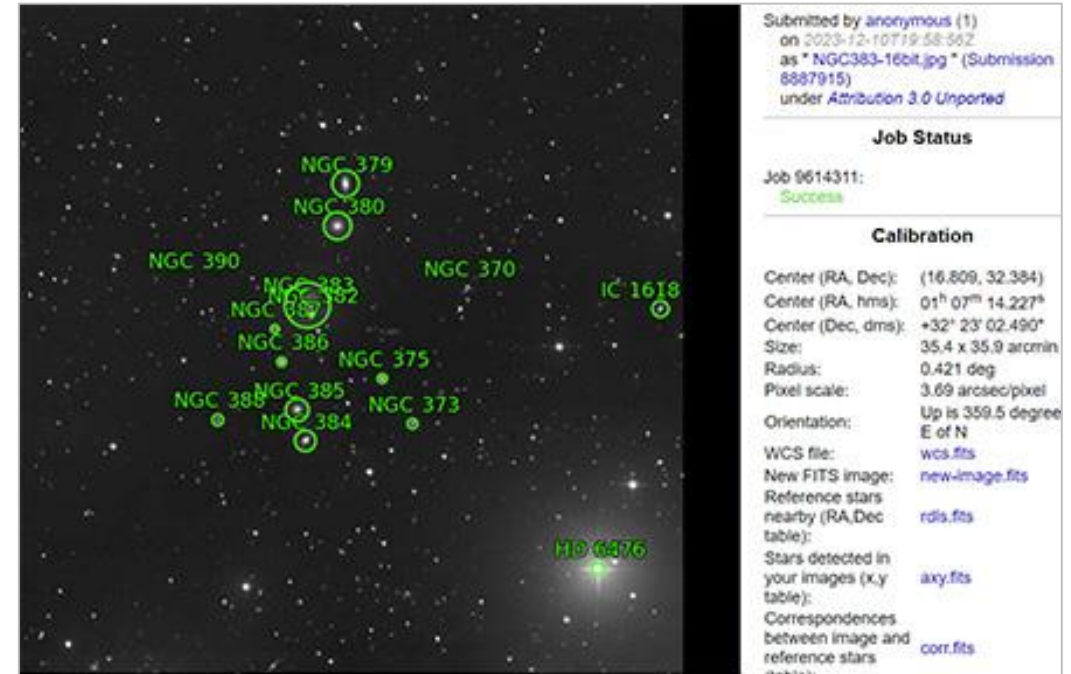 NGC 379
NGC 380
NGC 390
NGC 370
NGC 383
IC 1618
NGC 386
NGC 375
NGC 385
NGC 388
NGC 373
NGC 384
HD 6476
Submitted by anonymous (1)
on 2023-12-10T19:58:56Z
as " NGC383-16bit.jpg " (Submission
8887915)
under Attribution 3.0 Unported
Job Status
Job 9614311:
Success
Calibration
Center (RA, Dec): (16.809, 32.384)
Center (RA, hms): 01h 07m 14.227s
Center (Dec, dms): +32° 23' 02.490"
Size: 35.4 x 35.9 arcmin
Radius: 0.421 deg
Pixel scale: 3.69 arcsec/pixel
Orientation: Up is 359.5 degree
E of N
WCS file: wcs.fits
New FITS image: new-image.fits
Reference stars
nearby (RA,Dec rdls.fits
table):
Stars detected in
your images (x,y axy.fits
table):
Correspondences
between image and corr.fits
reference stars